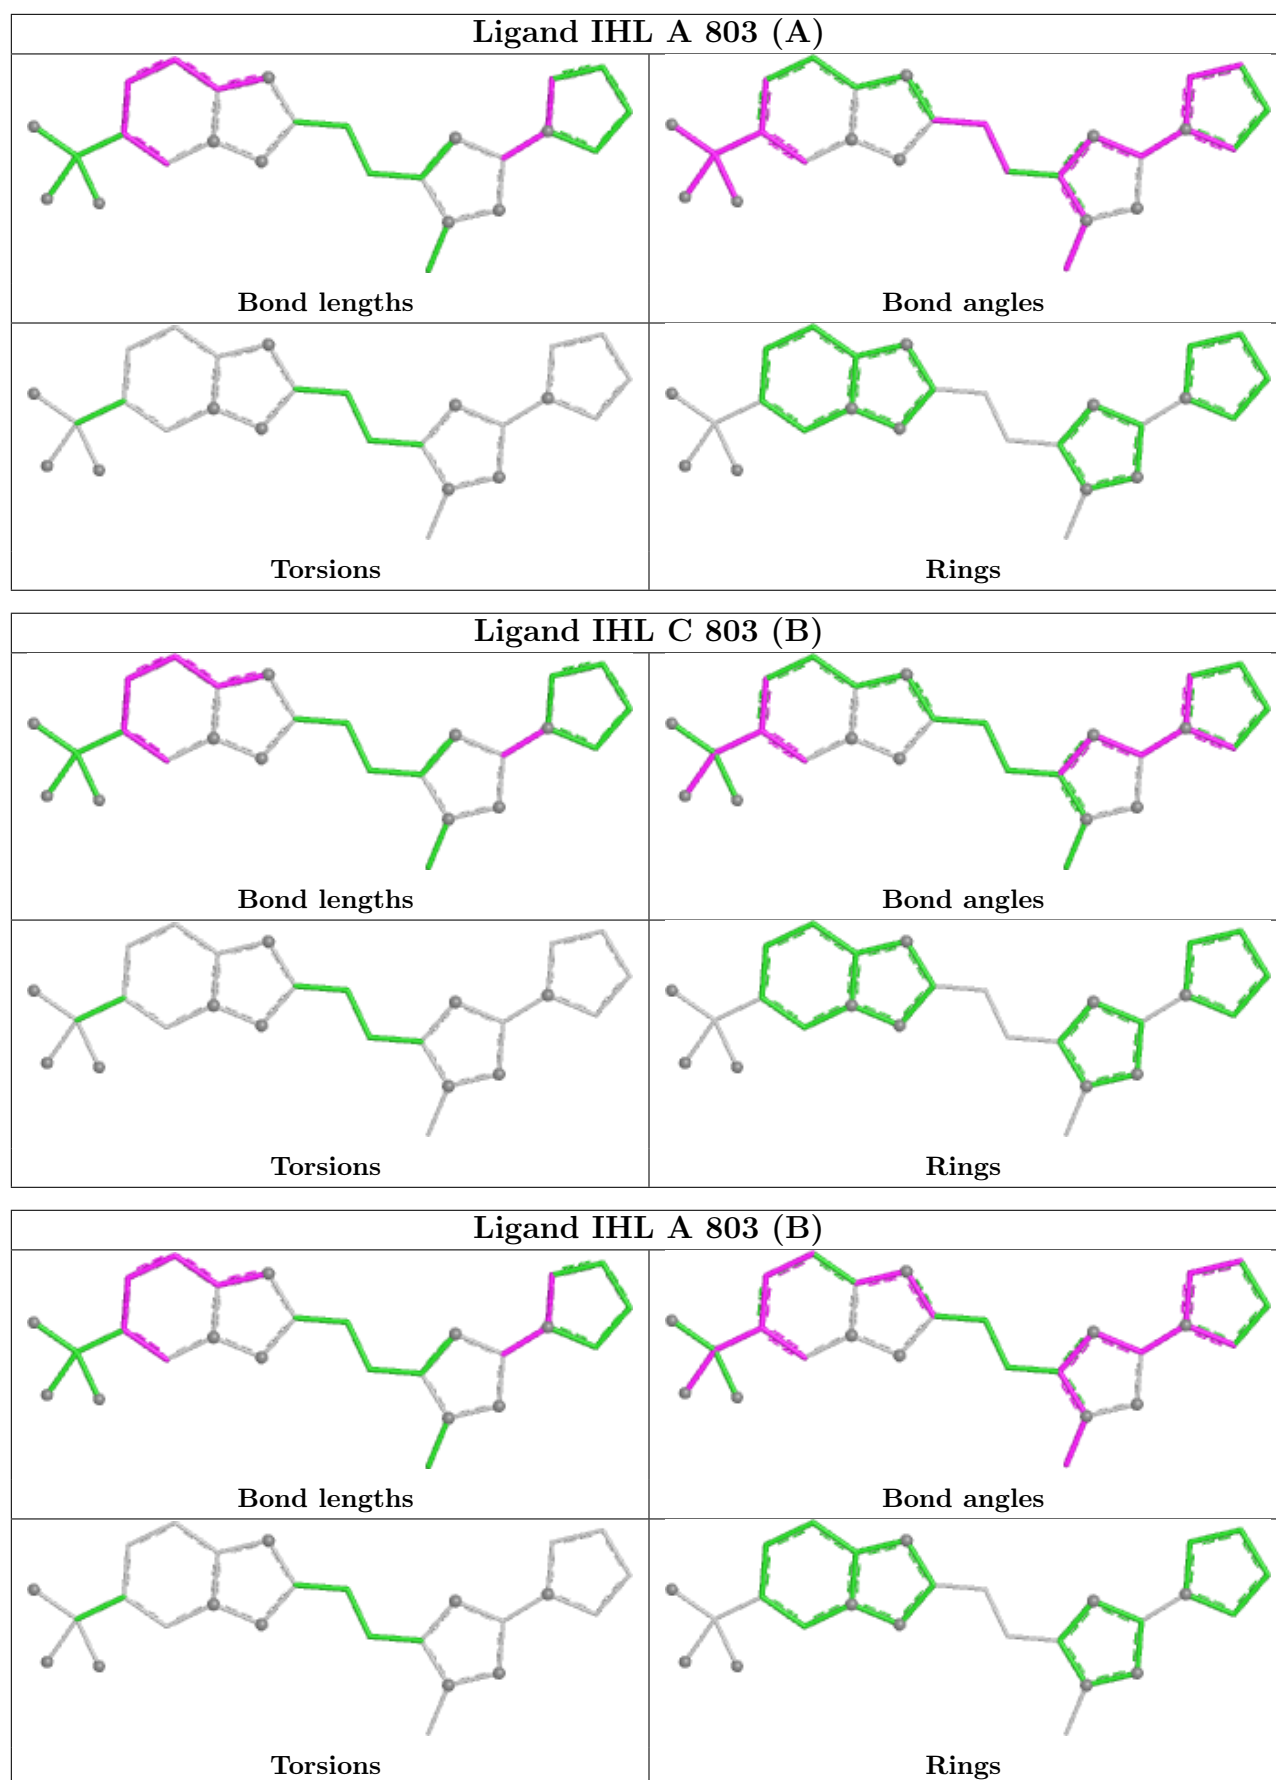 Ligand IHL A 803 (A)
Bond lengths
Bond angles
Torsions
Rings
Ligand IHL C 803 (B)
Bond lengths
Bond angles
Torsions
Rings
Ligand IHL A 803 (B)
Bond lengths
Bond angles
Torsions
Rings